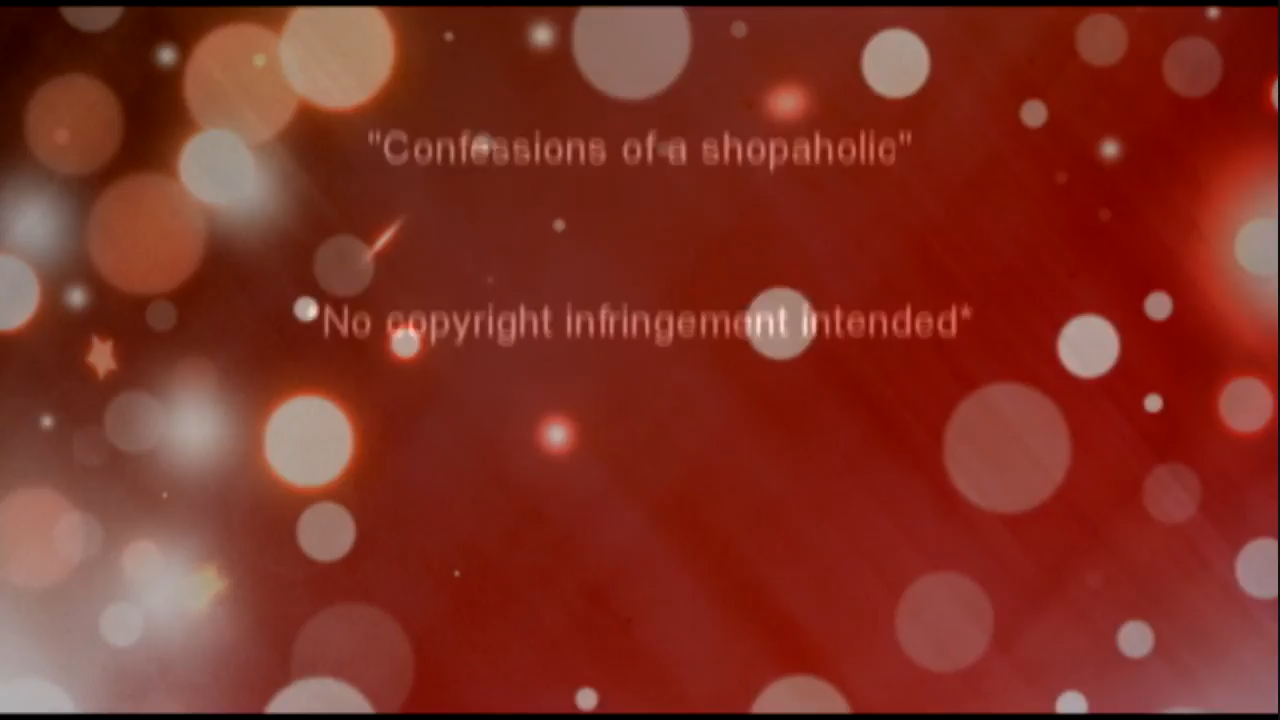 "Confessions of a shopaholic"
*No copyright infringement intended*